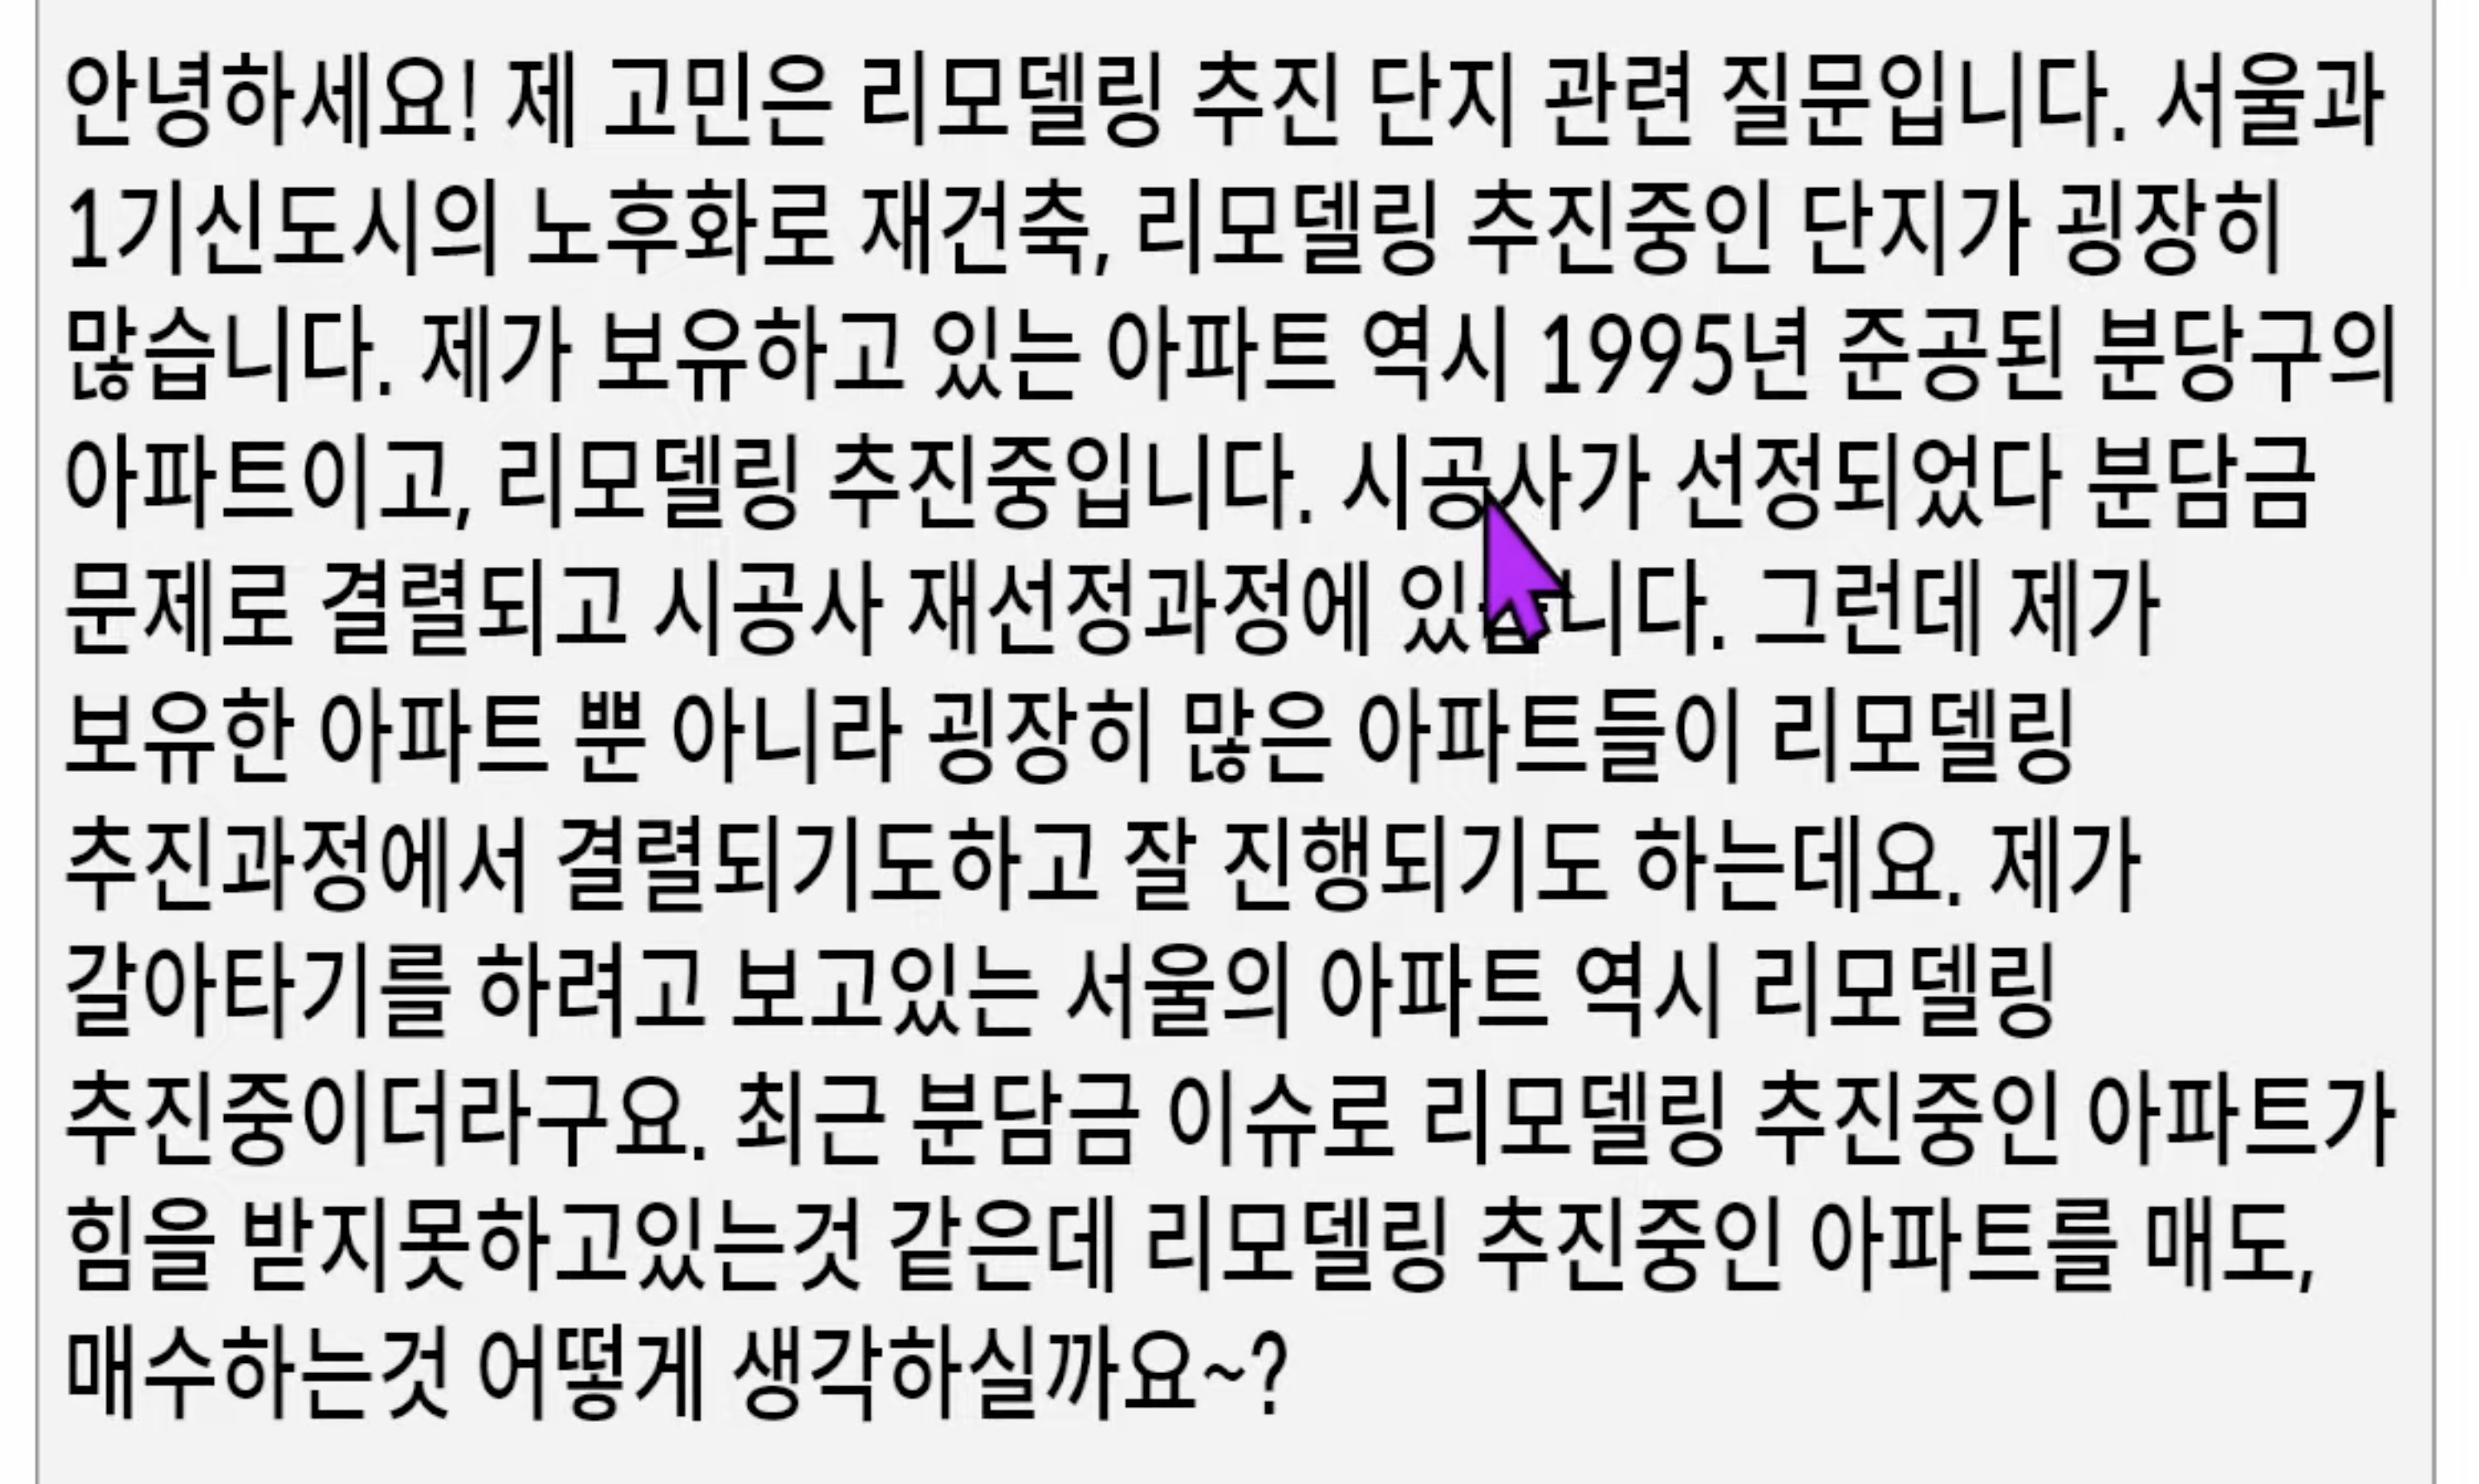 안녕하세요! 제 고민은 리모델링 추진 단지 관련 질문입니다. 서울과
1기신도시의 노후화로 재건축, 리모델링 추진중인 단지가 굉장히
많습니다. 제가 보유하고 있는 아파트 역시 1995년 준공된 분당구의
아파트이고, 리모델링 추진중입니다. 시공사가 선정되었다 분담금
문제로 결렬되고 시공사 재선정과정에 있습니다. 그런데 제가
보유한 아파트 뿐 아니라 굉장히 많은 아파트들이 리모델링
추진과정에서 결렬되기도하고 잘 진행되기도 하는데요. 제가
갈아타기를 하려고 보고있는 서울의 아파트 역시 리모델링
추진중이더라구요. 최근 분담금 이슈로 리모델링 추진중인 아파트가
힘을 받지못하고있는것 같은데 리모델링 추진중인 아파트를 매도,
매수하는것 어떻게 생각하실까요~?